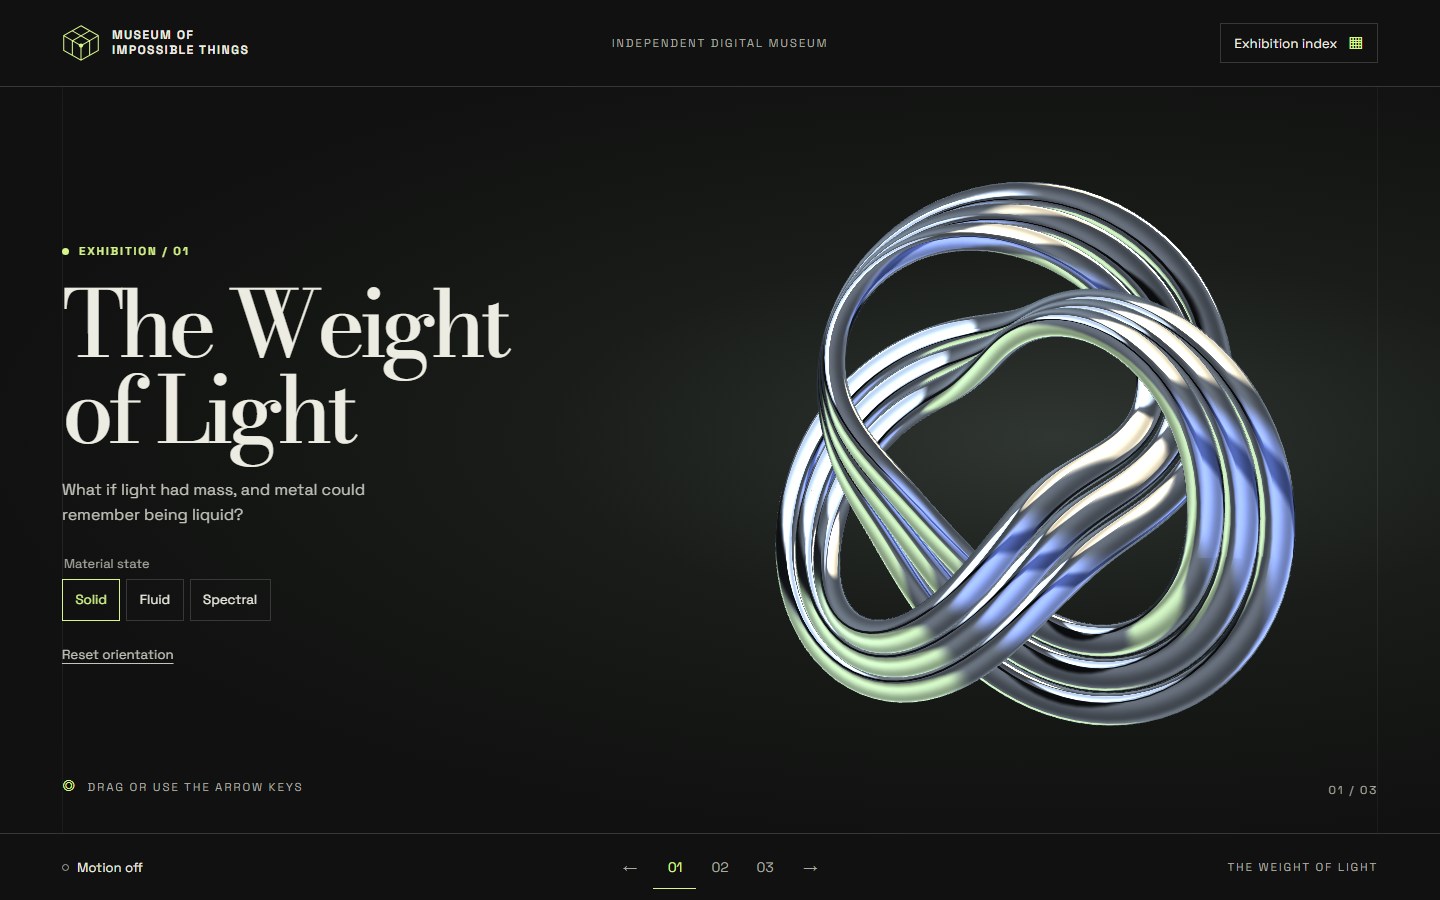 MUSEUM OF
IMPOSSIBLE THINGS
INDEPENDENT DIGITAL MUSEUM
Exhibition index
EXHIBITION / 01
The Weight
of Light
What if light had mass, and metal could
remember being liquid?
Material state
Solid Fluid Spectral
Reset orientation
DRAG OR USE THE ARROW KEYS
01 / 03
Motion off
← 01 02 03 →
THE WEIGHT OF LIGHT